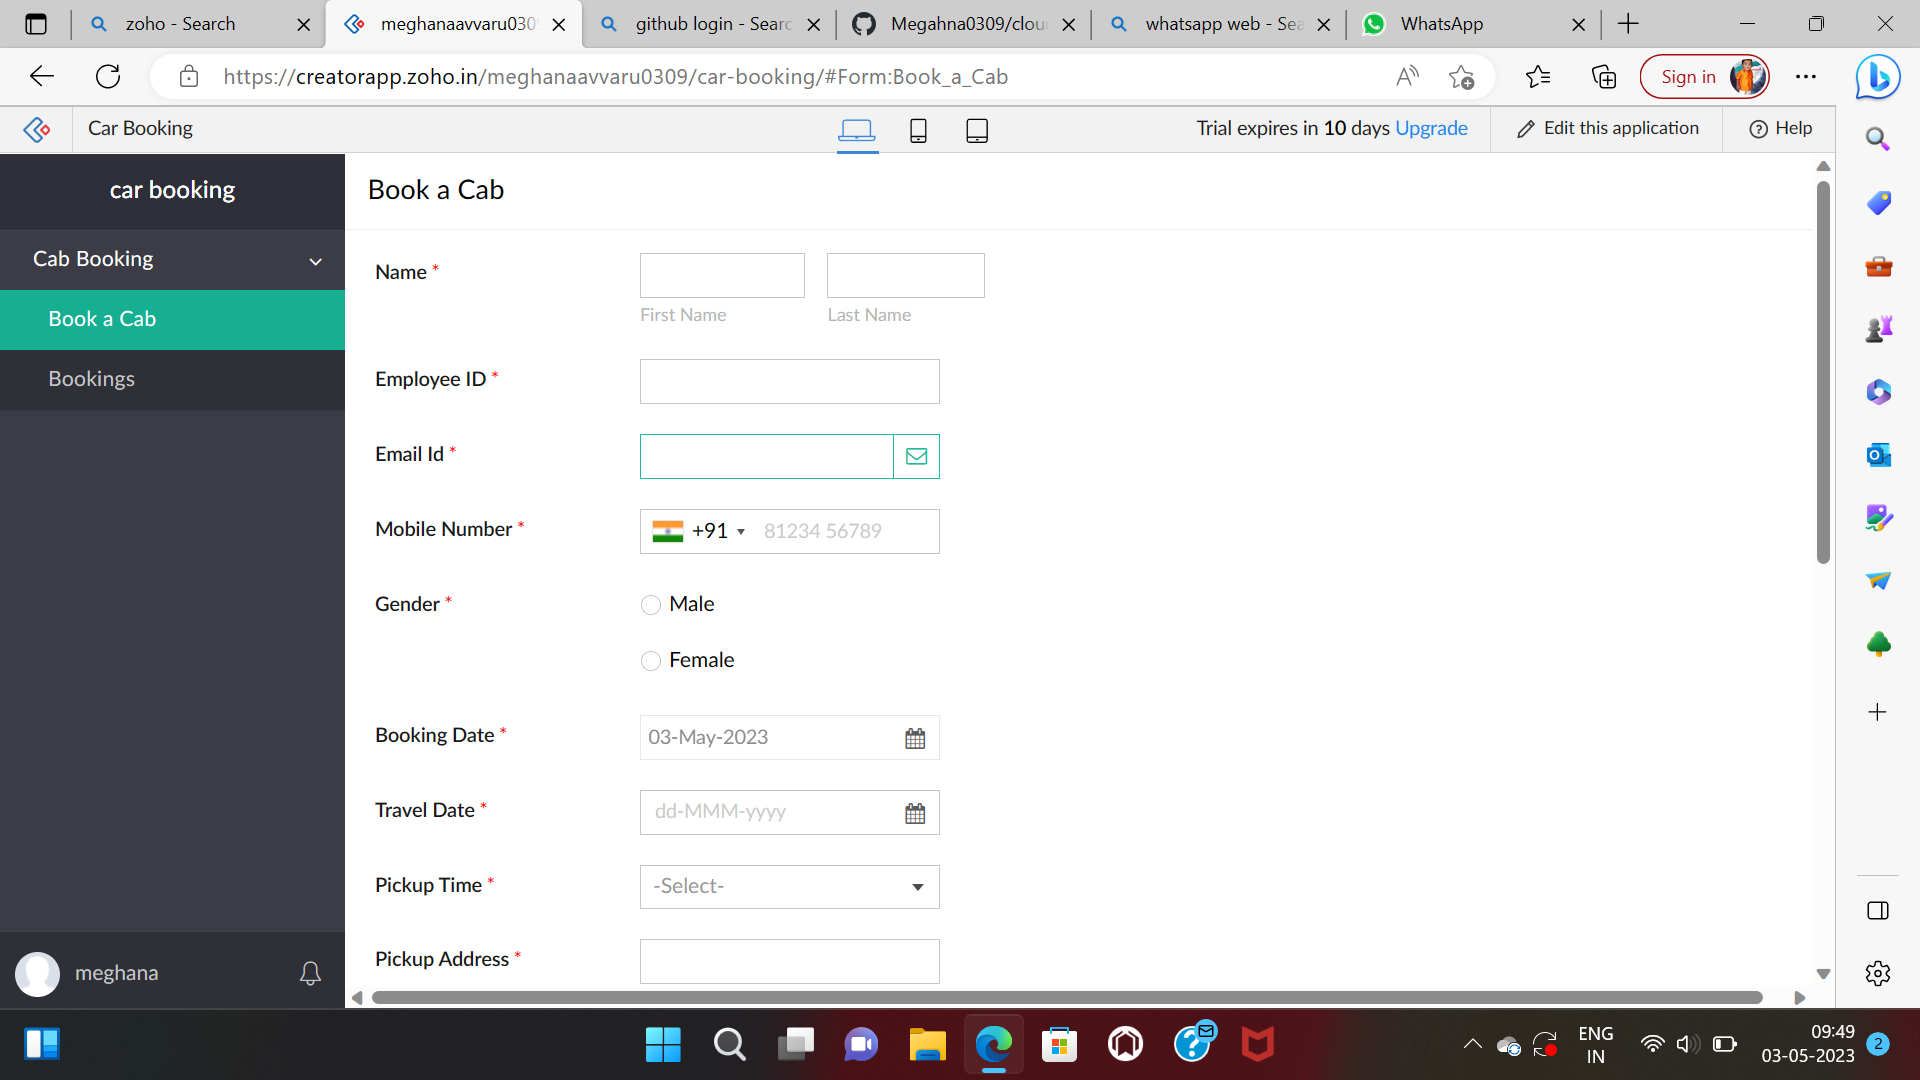 zoho - Search
meghanaavvaru030
github login - Searc
Megahna0309/clou
whatsapp web - Sea
WhatsApp
https://creatorapp.zoho.in/meghanaavvaru0309/car-booking/#Form:Book_a_Cab
Sign in
Car Booking
Trial expires in 10 days Upgrade
Edit this application
Help
car booking
Cab Booking
Book a Cab
Bookings
meghana
Book a Cab
Name *
First Name
Last Name
Employee ID *
Email Id *
Mobile Number *
+91
81234 56789
Gender *
Male
Female
Booking Date *
03-May-2023
Travel Date *
dd-MMM-yyyy
Pickup Time *
-Select-
Pickup Address *
ENG
IN
09:49
03-05-2023
2